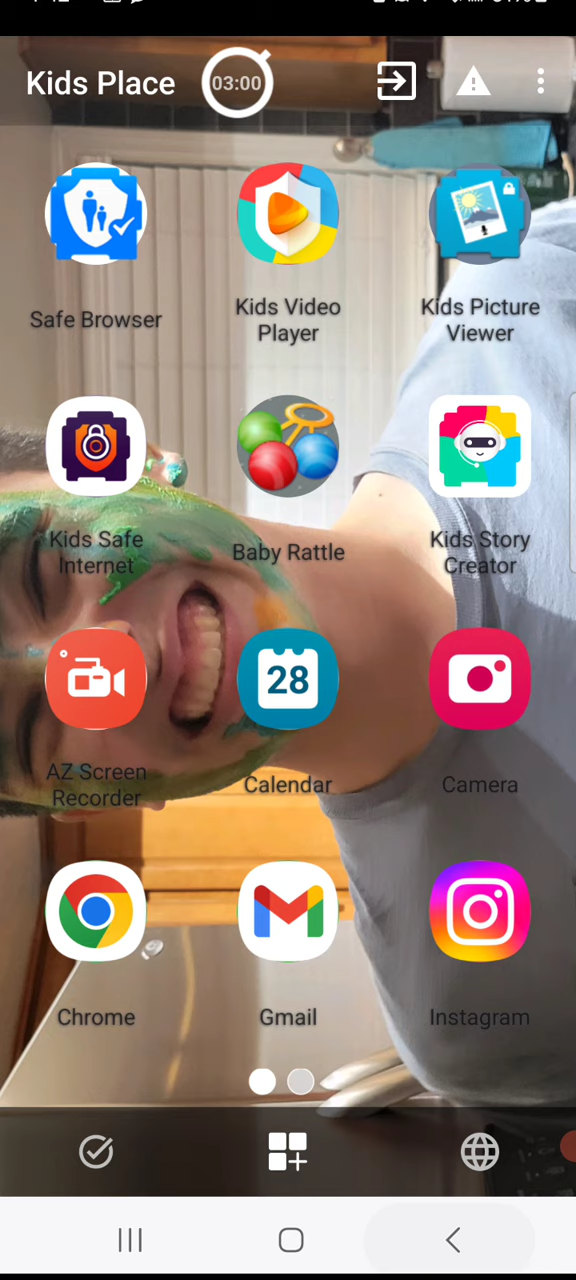 Kids Place
03:00
Safe Browser
Kids Video
Player
Kids Picture
Viewer
Kids Safe
Internet
Baby Rattle
Kids Story
Creator
28
AZ Screen
Recorder
Calendar
Camera
Chrome
Gmail
Instagram